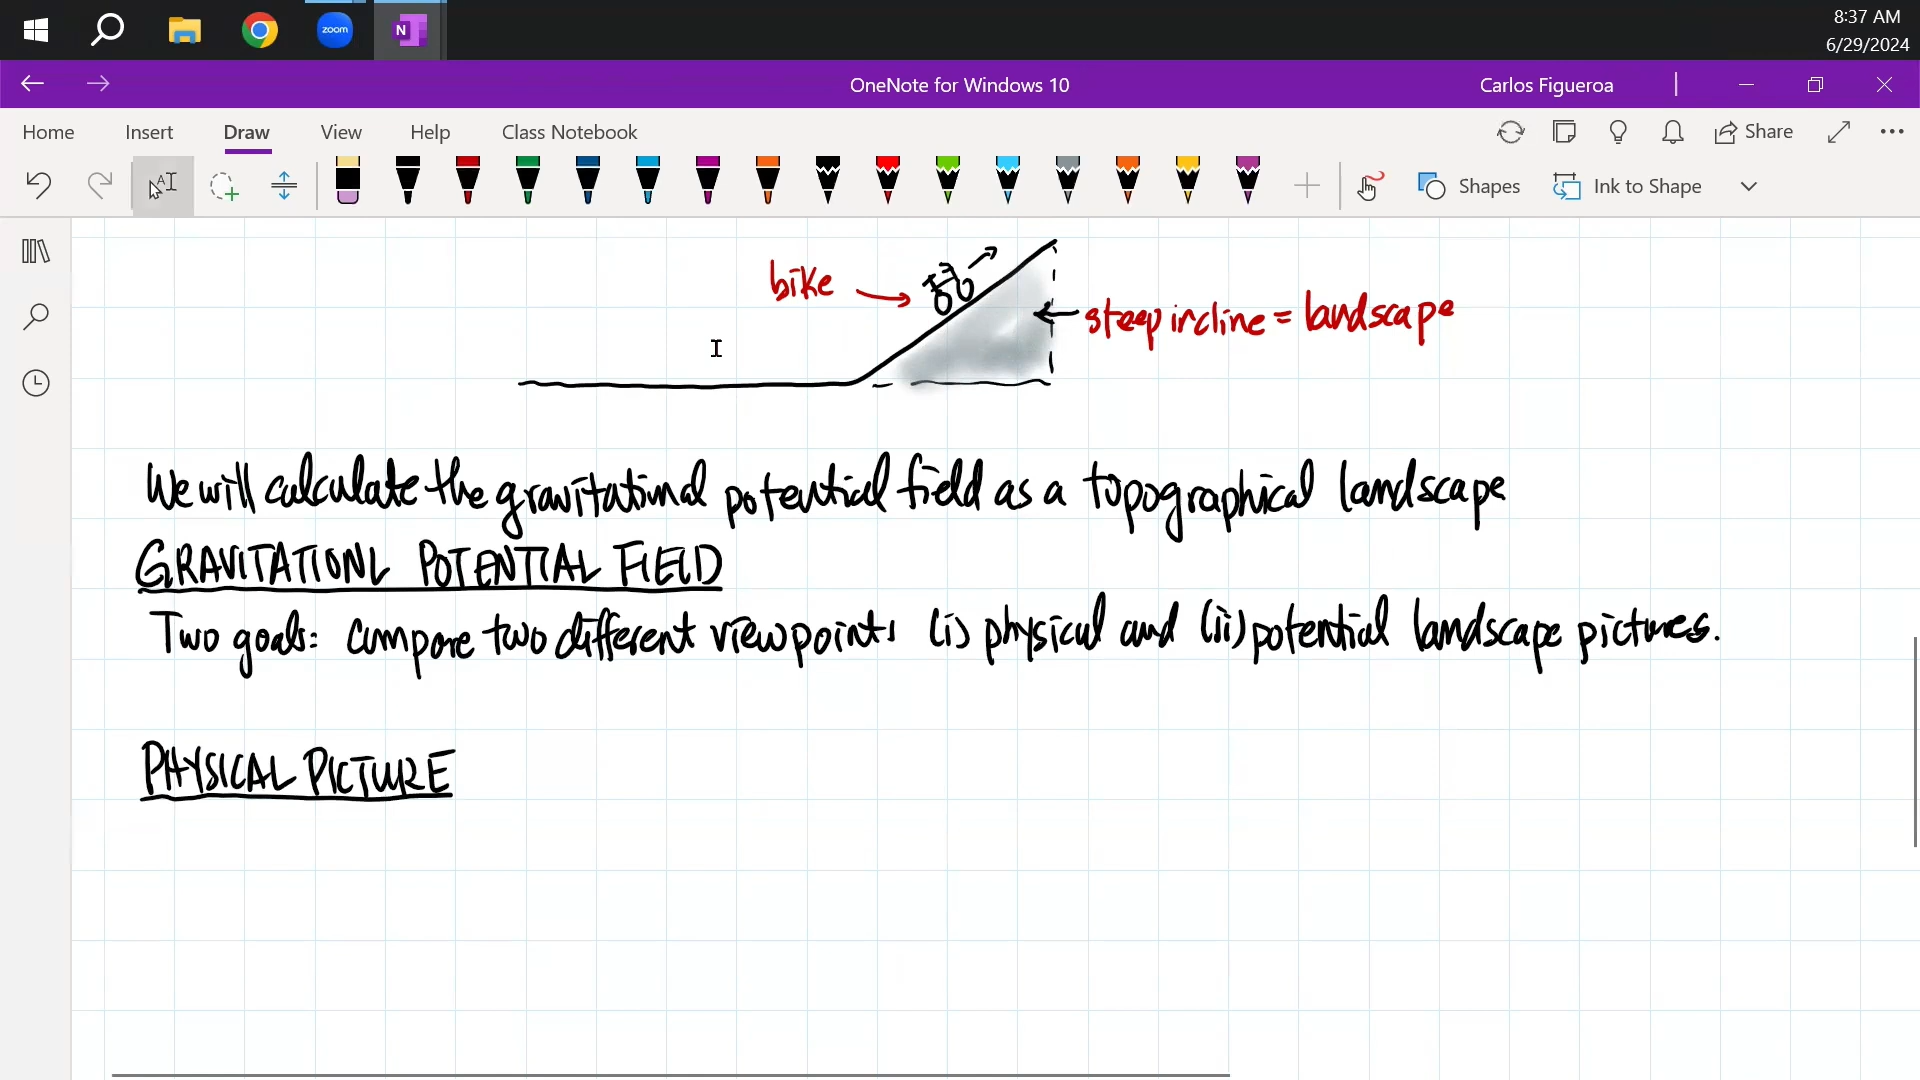 8:37 AM
zoom
N
6/29/2024
OneNote for Windows 10
Carlos Figueroa
Home Insert Draw View Help Class Notebook
Share
Shapes
Ink to Shape
bike
steep incline = landscape
We will calculate the gravitational potential field as a topographical landscape
GRAVITATIONL POTENTIAL FIELD
Two goals: compare two different viewpoints (i) physical and (ii) potential landscape pictures.
PHYSICAL PICTURE